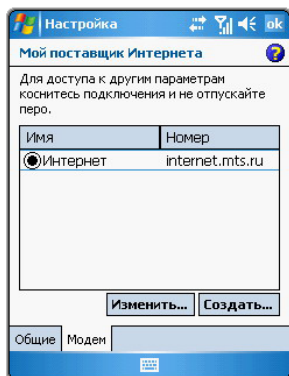 Настройка ok
Мой поставщик Интернета
Для доступа к другим параметрам
коснитесь подключения и не отпускайте
перо.
Имя Номер
Интернет internet.mts.ru
Изменить... Создать...
Общие Модем